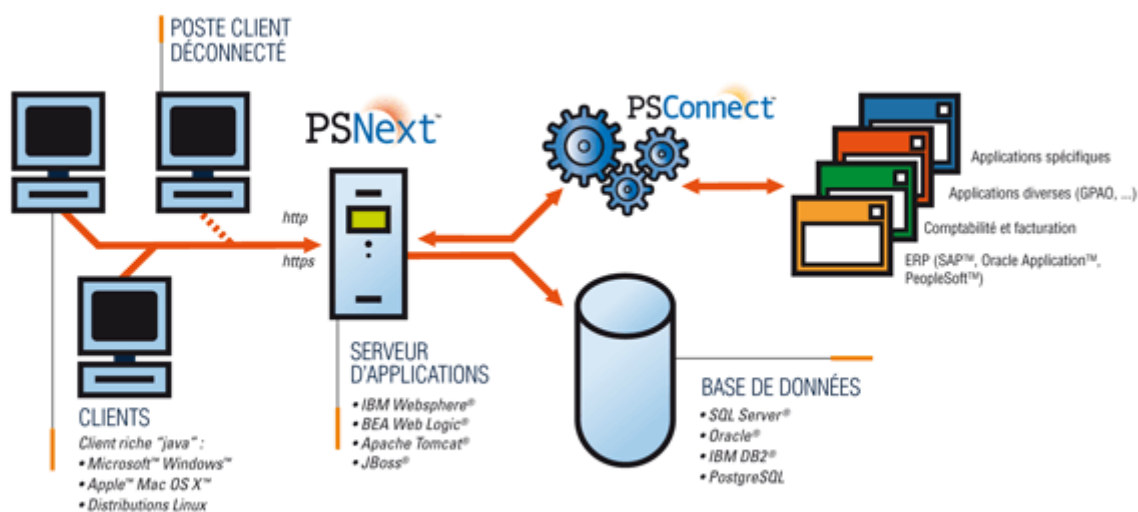 POSTE CLIENT
DÉCONNECTÉ
PSNext™
PSConnect™
http
https
Applications spécifiques
Applications diverses (GPAO, ...)
Comptabilité et facturation
ERP (SAP™, Oracle Application™,
PeopleSoft™)
CLIENTS
Client riche "java" :
• Microsoft™ Windows™
• Apple™ Mac OS X™
• Distributions Linux
SERVEUR
D'APPLICATIONS
• IBM Websphere®
• BEA Web Logic®
• Apache Tomcat®
• JBoss®
BASE DE DONNÉES
• SQL Server®
• Oracle®
• IBM DB2®
• PostgreSQL